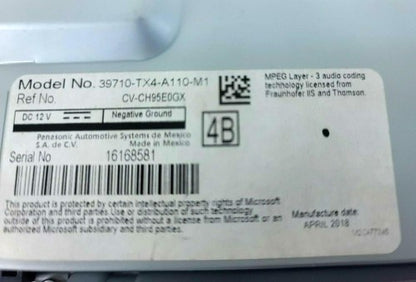 Model No. 39710-TX4-A110-M1
Ref No. CV-CH95E0GX
DC 12 V Negative Ground
4B
MPEG Layer - 3 audio coding
techhology licensed from
Fraunhofer IIS and Thomson.
Panasonic Automotive Systems de Mexico
S.A. de C.V. Made in Mexico
Serial No 16168581
This product is protected by certain intellectual property rights of Microsoft
Corporation and third parties. Use or distribution of such technology
outside of this product is prohibited without a license from Microsoft or an
authorized Microsoft subsidiary and third parties.
Manufacture date:
APRIL 2018